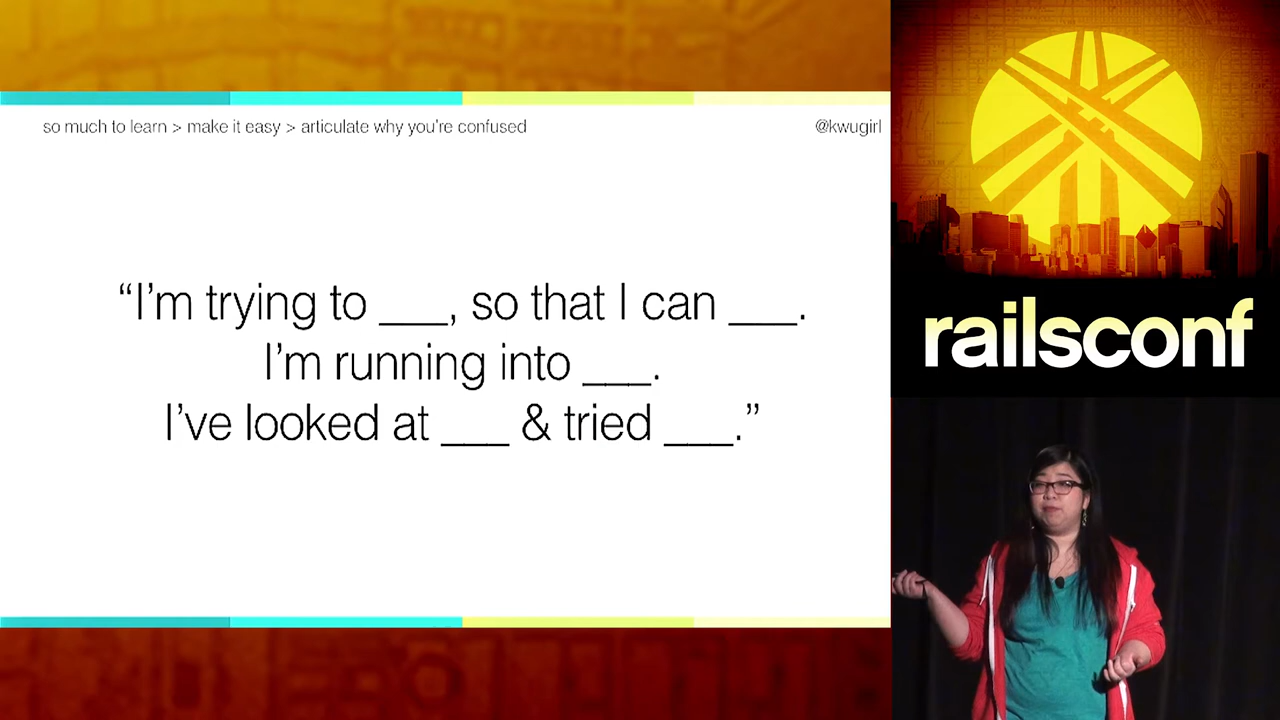 so much to learn > make it easy > articulate why you're confused
@kwugirl
“I’m trying to ___, so that I can ___.
I’m running into ___.
I’ve looked at ___ & tried ___.”
railsconf